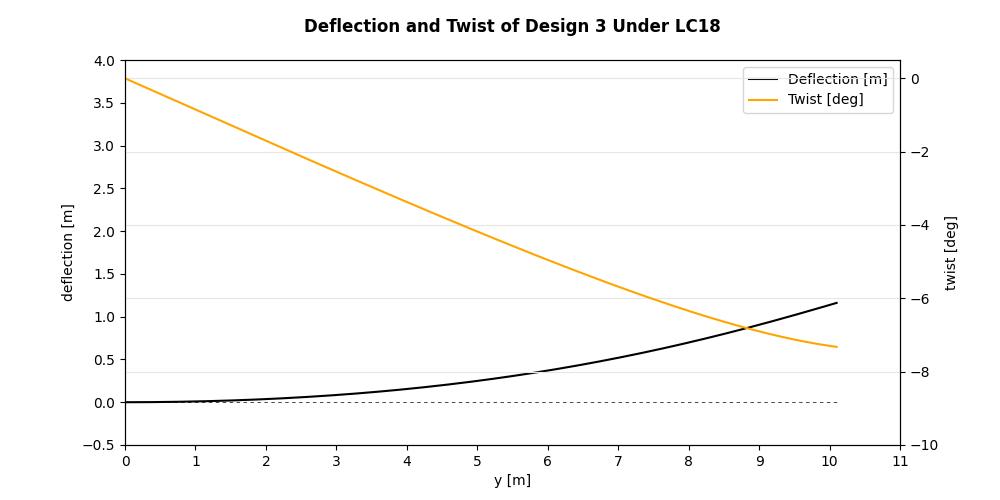 Deflection and Twist of Design 3 Under LC18
Deflection [m]
Twist [deg]
deflection [m]
4.0
3.5
3.0
2.5
2.0
1.5
1.0
0.5
0.0
−0.5
0
−2
−4
−6
−8
−10
twist [deg]
0 1 2 3 4 5 6 7 8 9 10 11
y [m]